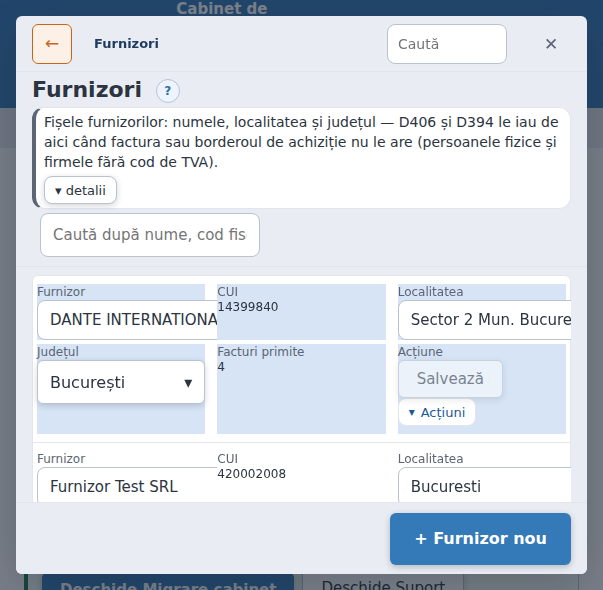 Cabinet de
←
Furnizori
Caută
✕
Furnizori
?
Fișele furnizorilor: numele, localitatea și județul — D406 și D394 le iau de
aici când factura sau borderoul de achiziție nu le are (persoanele fizice și
firmele fără cod de TVA).
▾ detalii
Caută după nume, cod fis
Furnizor
CUI
Localitatea
DANTE INTERNATIONA
14399840
Sector 2 Mun. Bucure
Județul
Facturi primite
Acțiune
București
▼
4
Salvează
▾ Acțiuni
Furnizor
CUI
Localitatea
Furnizor Test SRL
420002008
Bucuresti
+ Furnizor nou
Deschide Migrare cabinet
Deschide Suport